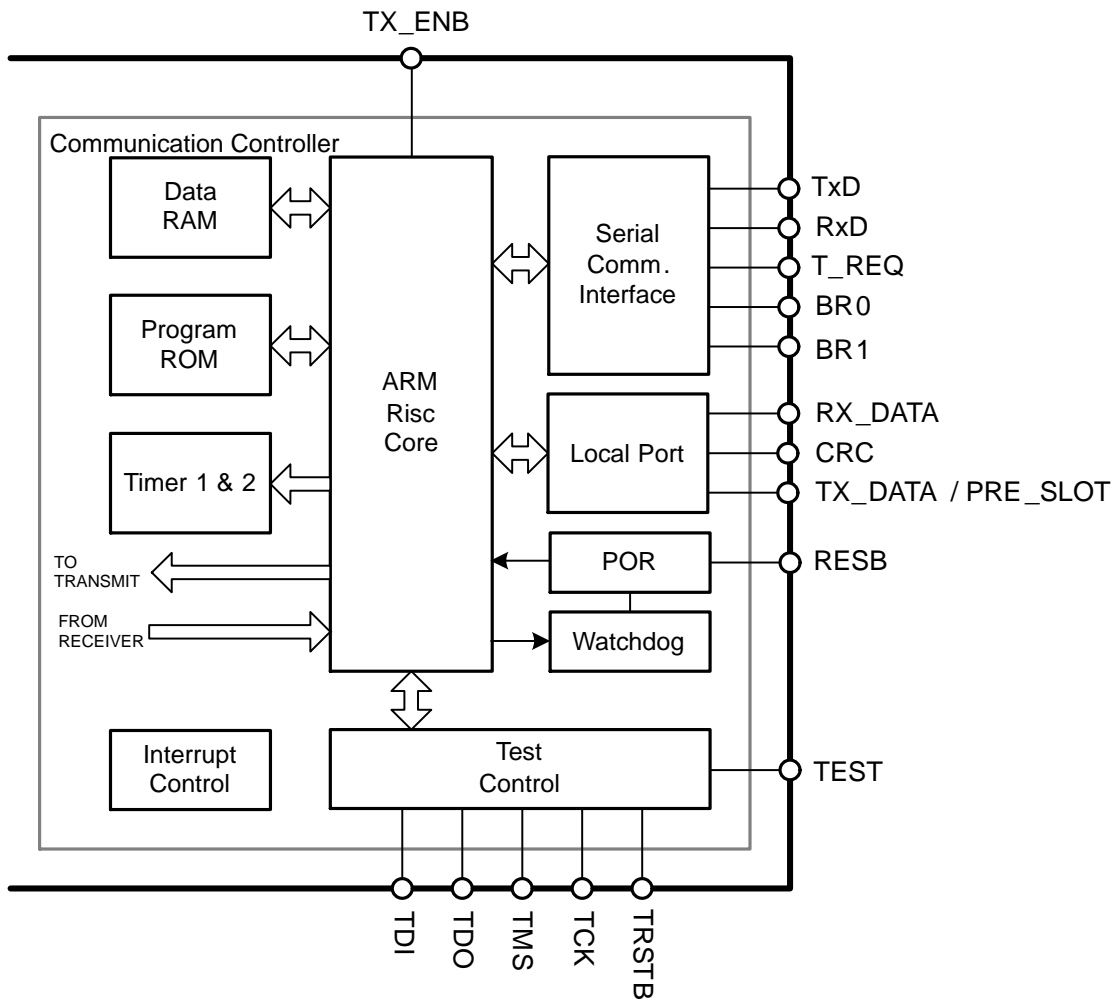 TX_ENB
Communication Controller
Data
RAM
Program
ROM
Timer 1 & 2
TO
TRANSMIT
FROM
RECEIVER
Interrupt
Control
ARM
Risc
Core
Serial
Comm.
Interface
Local Port
POR
Watchdog
Test
Control
TxD
RxD
T_REQ
BR0
BR1
RX_DATA
CRC
TX_DATA / PRE_SLOT
RESB
TEST
TDI
TDO
TMS
TCK
TRSTB